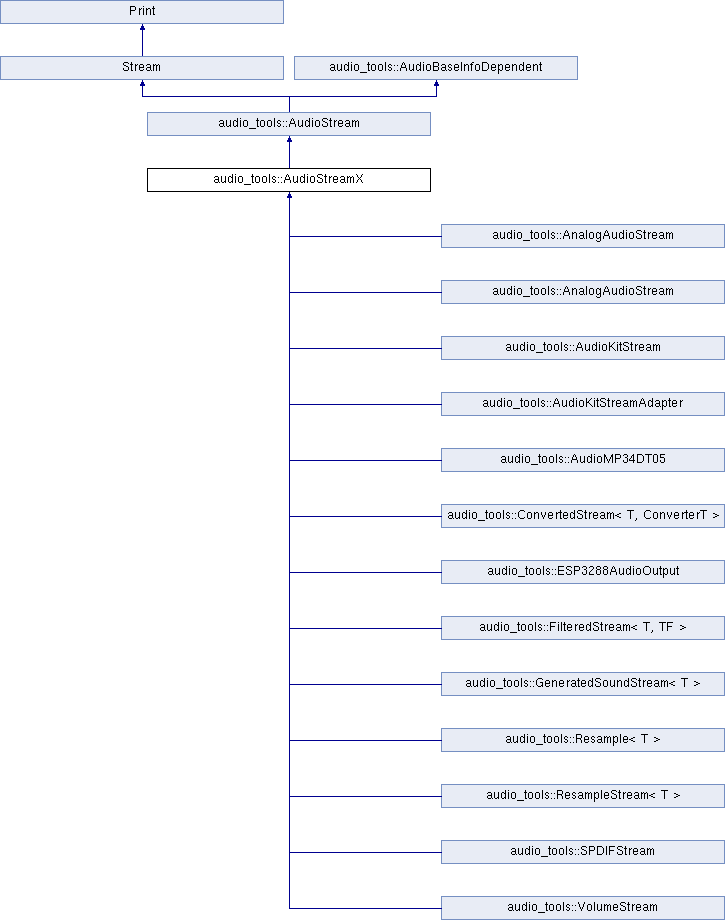 Print
Stream
audio_tools::AudioBaseInfoDependent
audio_tools::AudioStream
audio_tools::AudioStreamX
audio_tools::AnalogAudioStream
audio_tools::AnalogAudioStream
audio_tools::AudioKitStream
audio_tools::AudioKitStreamAdapter
audio_tools::AudioMP34DT05
audio_tools::ConvertedStream< T, ConverterT >
audio_tools::ESP3288AudioOutput
audio_tools::FilteredStream< T, TF >
audio_tools::GeneratedSoundStream< T >
audio_tools::Resample< T >
audio_tools::ResampleStream< T >
audio_tools::SPDIFStream
audio_tools::VolumeStream